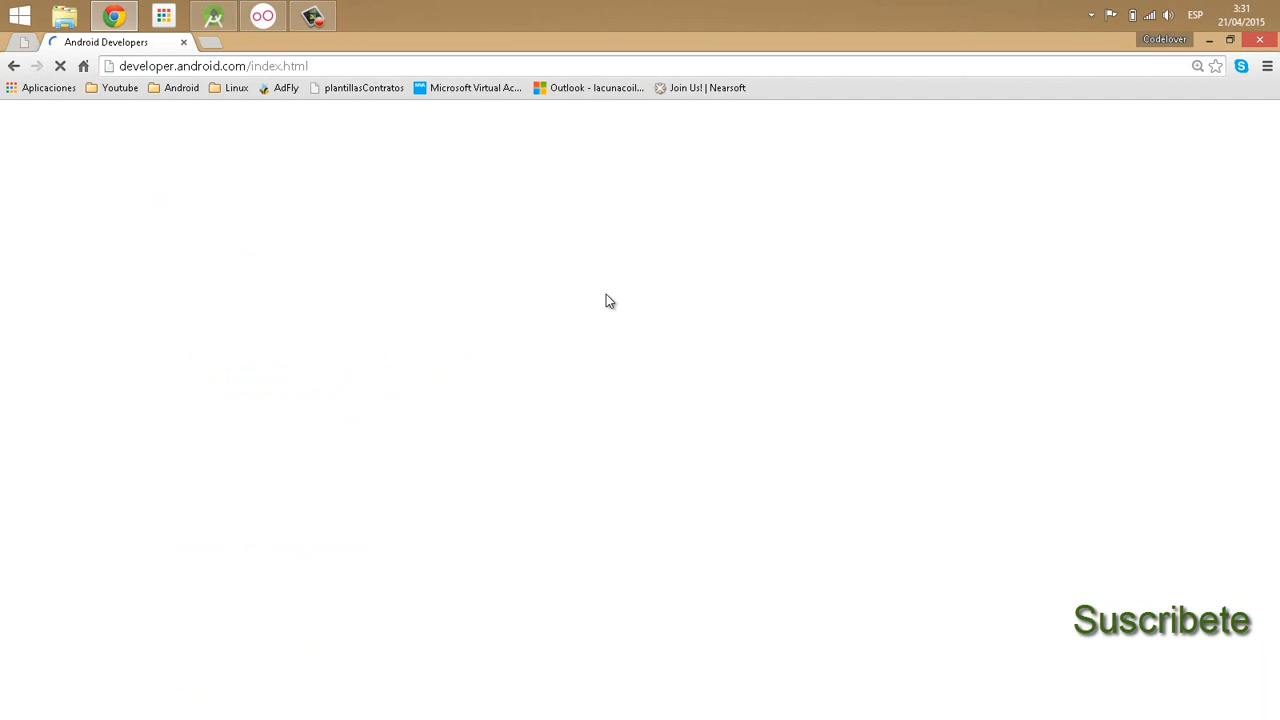 ESP
3:31
21/04/2015
Android Developers
Codelover
developer.android.com/index.html
Aplicaciones
Youtube
Android
Linux
AdFly
plantillasContratos
Microsoft Virtual Ac...
Outlook - lacunacoil...
Join Us! | Nearsoft
Suscribete